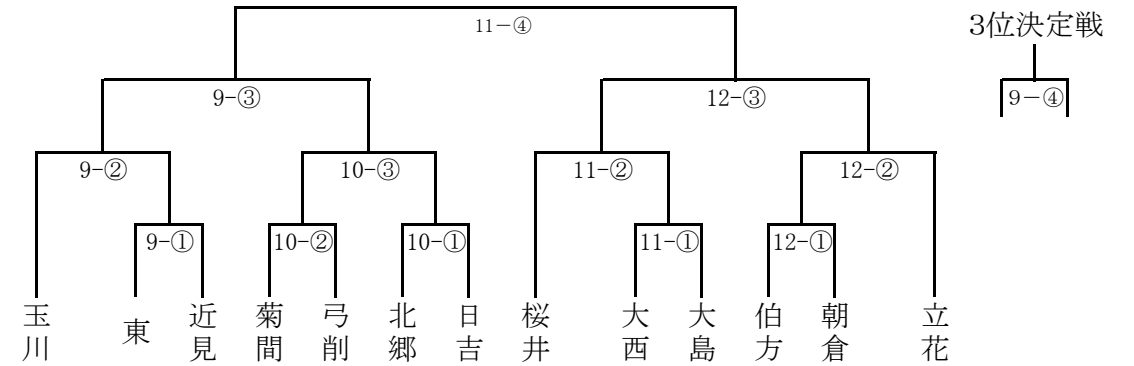 11－④
3位決定戦
9-③
12-③
9－④
9-②
10-③
11-②
12-②
9-①
10-②
10-①
11-①
12-①
玉川
東
近見
菊間
弓削
北郷
日吉
桜井
大西
大島
伯方
朝倉
立花